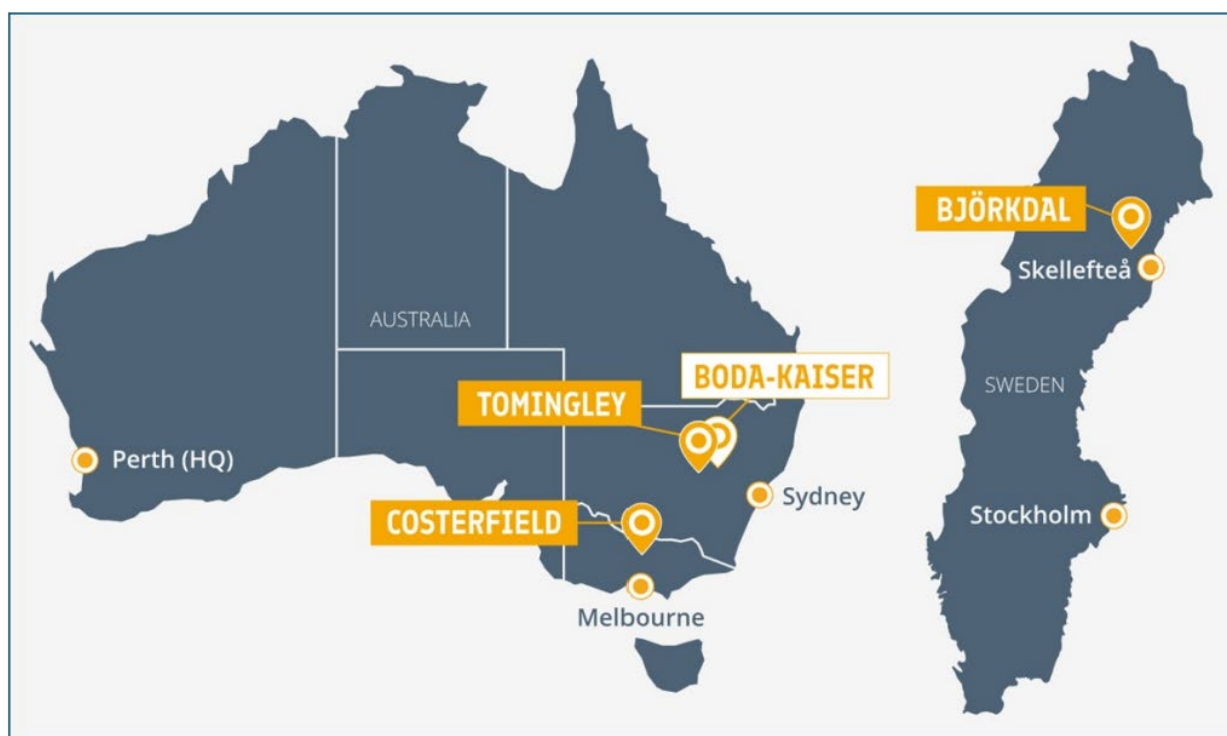 BJÖRKDAL
Skellefteå
AUSTRALIA
BODA-KAISER
SWEDEN
TOMINGLEY
Perth (HQ)
Sydney
COSTERFIELD
Stockholm
Melbourne